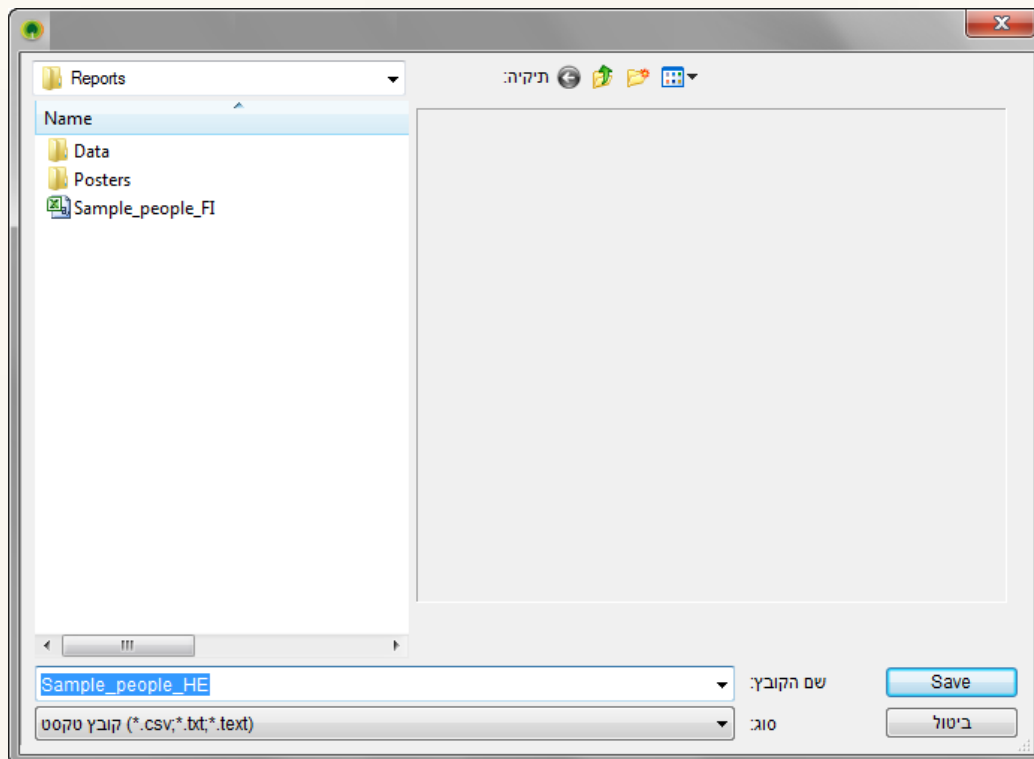 Reports
תיקיה:
Name
Data
Posters
Sample_people_FI
Sample_people_HE
שם הקובץ:
Save
קובץ טקסט (*.csv;*.txt;*.text)
סוג:
ביטול